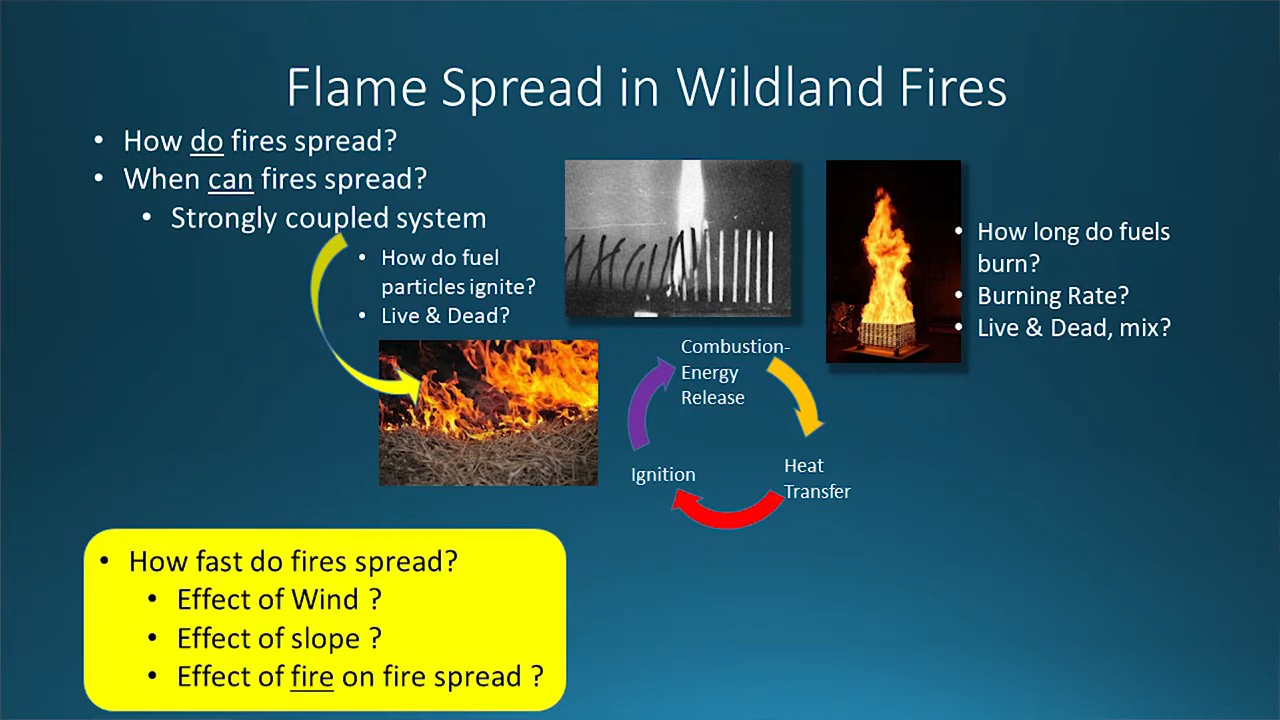 Flame Spread in Wildland Fires
• How do fires spread?
• When can fires spread?
• Strongly coupled system
• How do fuel
particles ignite?
• Live & Dead?
• How long do fuels
burn?
• Burning Rate?
• Live & Dead, mix?
Combustion-
Energy
Release
Heat
Transfer
Ignition
• How fast do fires spread?
• Effect of Wind ?
• Effect of slope ?
• Effect of fire on fire spread ?